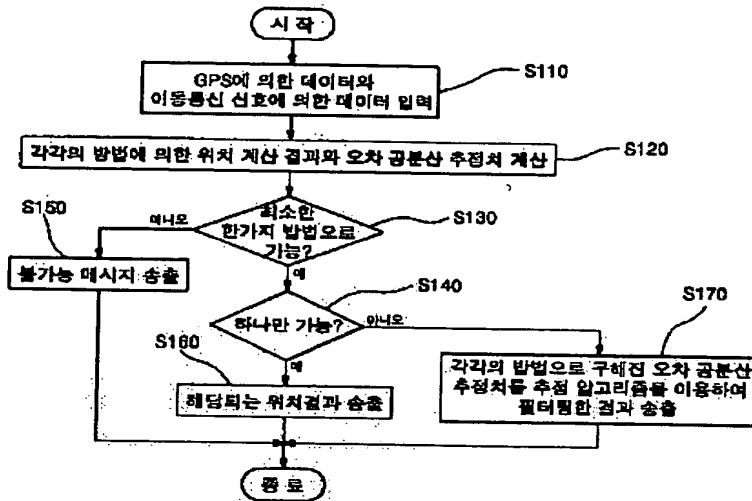 시 작
GPS에 의한 데이터와
이동통신 신호에 의한 데이터 입력
S110
각각의 방법에 의한 위치 계산 결과와 오차 공분산 추정치 계산
S120
최소한
한가지 방법으로
가능?
S130
아니오
S150
불가능 메시지 송출
예
하나만 가능?
S140
아니오
S170
예
S160
해당되는 위치결과 송출
각각의 방법으로 구해진 오차 공분산
추정치를 추정 알고리즘을 이용하여
필터링한 결과 송출
종 료